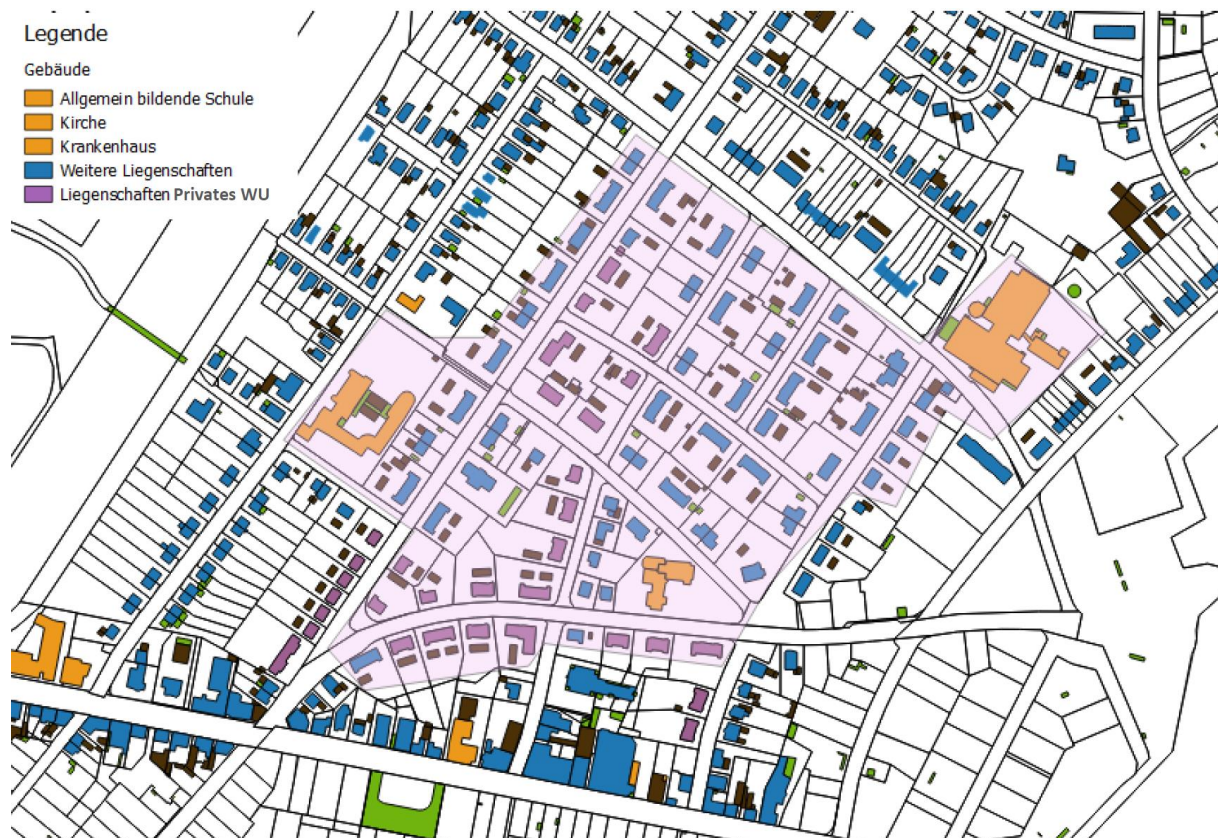 Legende
Gebäude
Allgemein bildende Schule
Kirche
Krankenhaus
Weitere Liegenschaften
Liegenschaften Privates WU